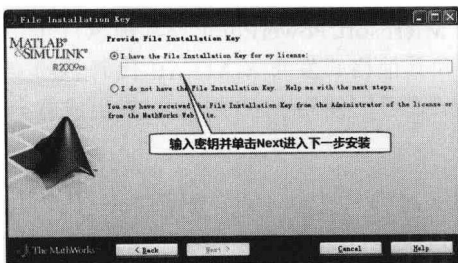 File Installation Key
MATLAB®
&SIMULINK®
R2009a
Provide File Installation Key
I have the File Installation Key for my license:
I do not have the File Installation Key. Help me with the next steps.
You may have received the File Installation Key from the Administrator of the license or
from the MathWorks Web
输入密钥并单击Next进入下一步安装
The MathWorks
< Back
Next >
Cancel
Help